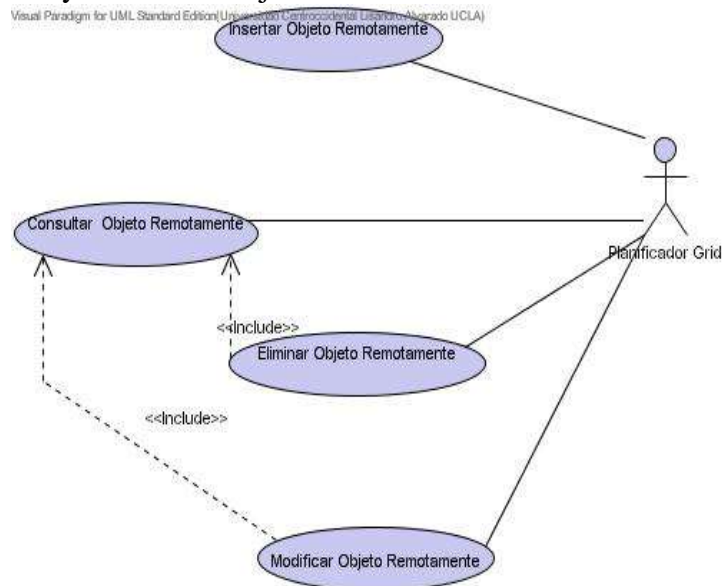 Visual Paradigm for UML Standard Edition(Universidad Centroccidental Lisandro Alvarado UCLA)
Insertar Objeto Remotamente
Consultar Objeto Remotamente
Planificador Grid
<<Include>>
Eliminar Objeto Remotamente
<<Include>>
Modificar Objeto Remotamente